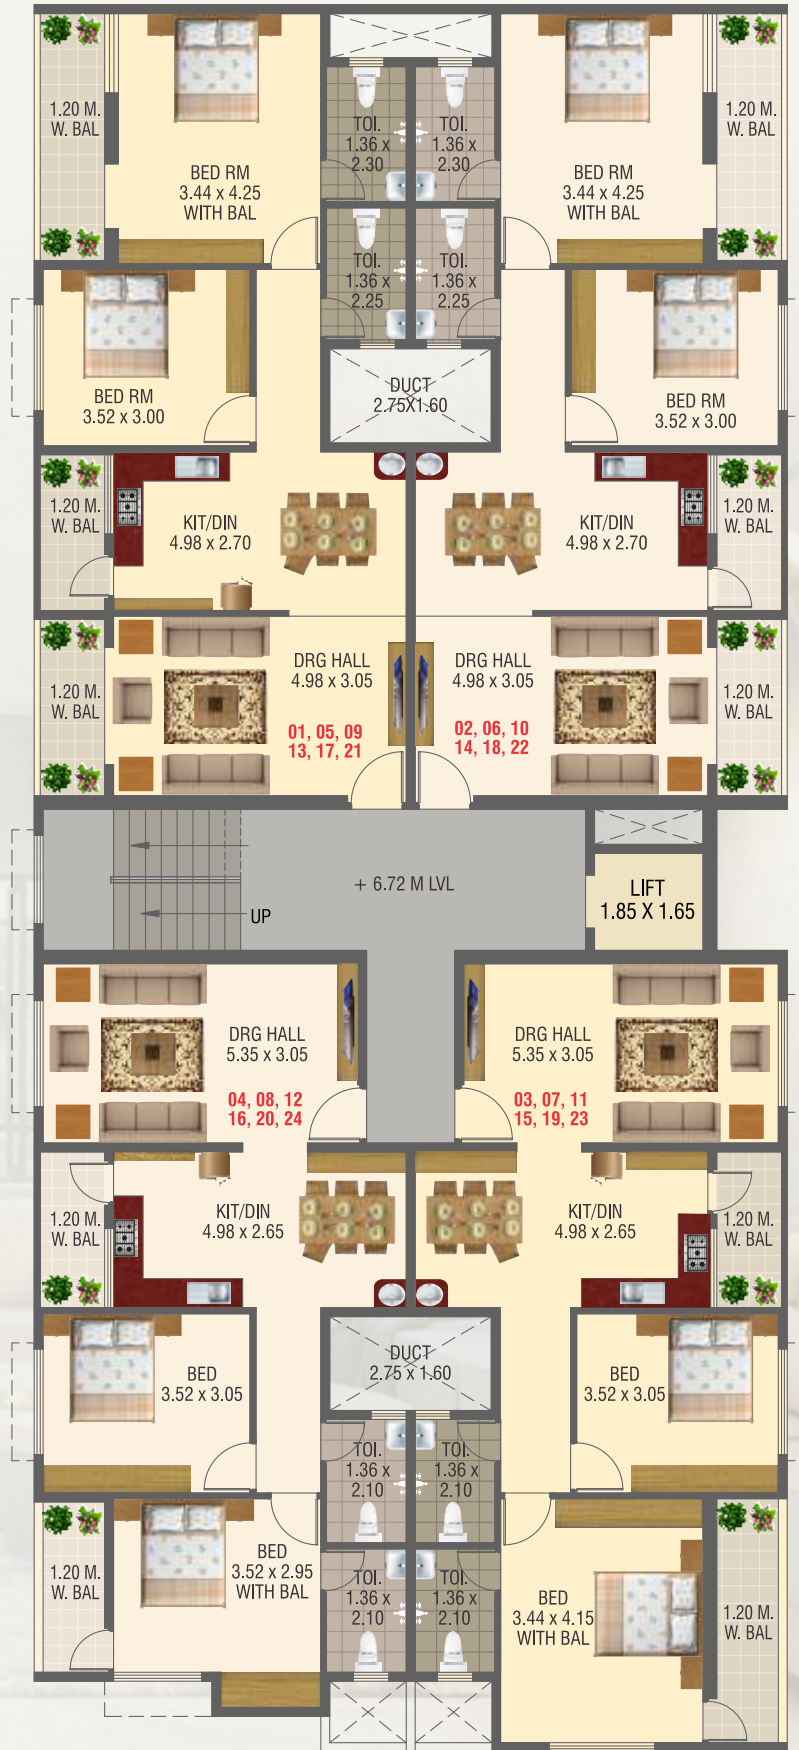 1.20 M.
W. BAL
BED RM
3.44 x 4.25
WITH BAL
TOI.
1.36 x
2.30
TOI.
1.36 x
2.30
BED RM
3.44 x 4.25
WITH BAL
1.20 M.
W. BAL
TOI.
1.36 x
2.25
TOI.
1.36 x
2.25
BED RM
3.52 x 3.00
DUCT
2.75X1.60
BED RM
3.52 x 3.00
1.20 M.
W. BAL
KIT/DIN
4.98 x 2.70
KIT/DIN
4.98 x 2.70
1.20 M.
W. BAL
1.20 M.
W. BAL
DRG HALL
4.98 x 3.05
01, 05, 09
13, 17, 21
DRG HALL
4.98 x 3.05
02, 06, 10
14, 18, 22
1.20 M.
W. BAL
+ 6.72 M LVL
UP
LIFT
1.85 X 1.65
DRG HALL
5.35 x 3.05
04, 08, 12
16, 20, 24
DRG HALL
5.35 x 3.05
03, 07, 11
15, 19, 23
1.20 M.
W. BAL
KIT/DIN
4.98 x 2.65
KIT/DIN
4.98 x 2.65
1.20 M.
W. BAL
BED
3.52 x 3.05
DUCT
2.75 x 1.60
BED
3.52 x 3.05
TOI.
1.36 x
2.10
TOI.
1.36 x
2.10
1.20 M.
W. BAL
BED
3.52 x 2.95
WITH BAL
TOI.
1.36 x
2.10
TOI.
1.36 x
2.10
BED
3.44 x 4.15
WITH BAL
1.20 M.
W. BAL